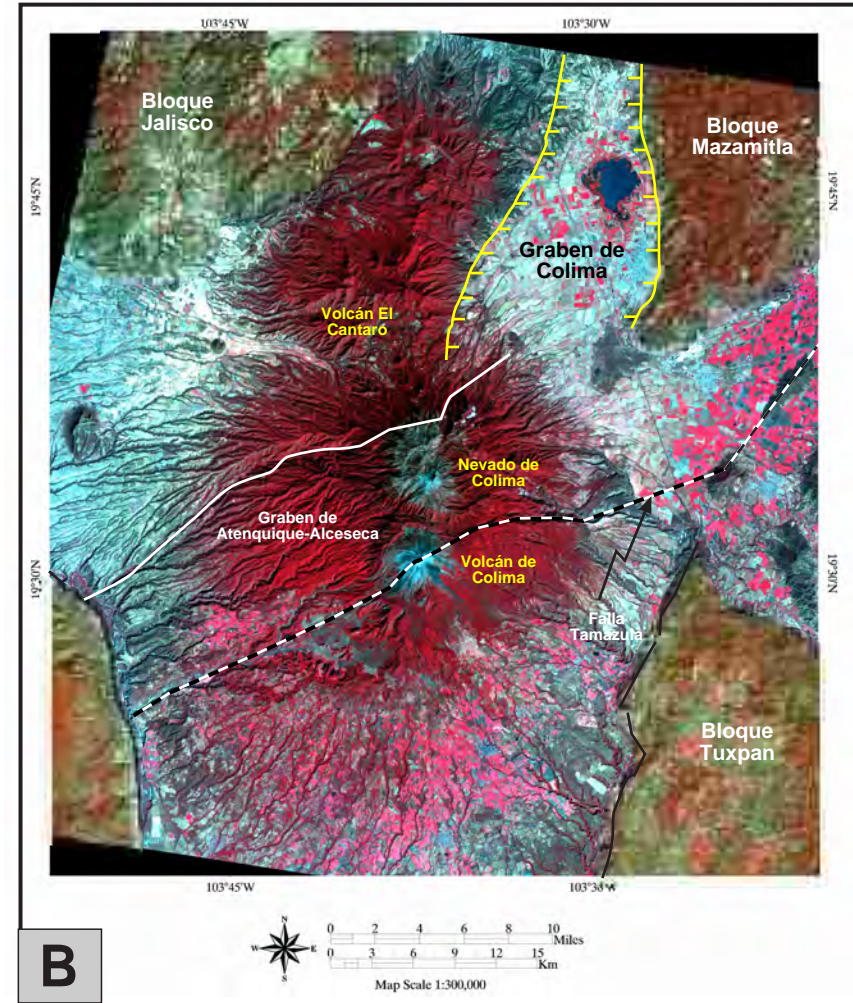 103°45'W
103°30'W
Bloque
Jalisco
Bloque
Mazamitla
19°45'N
19°45'N
Graben de
Colima
Volcán El
Cantaró
Nevado de
Colima
Graben de
Atenquique-Alceseca
Volcán de
Colima
19°30'N
19°30'N
Falla
Tamazula
Bloque
Tuxpan
103°45'W
103°38'W
N
W E
S
0 2 4 6 8 10
Miles
0 3 6 9 12 15
Km
Map Scale 1:300,000
B